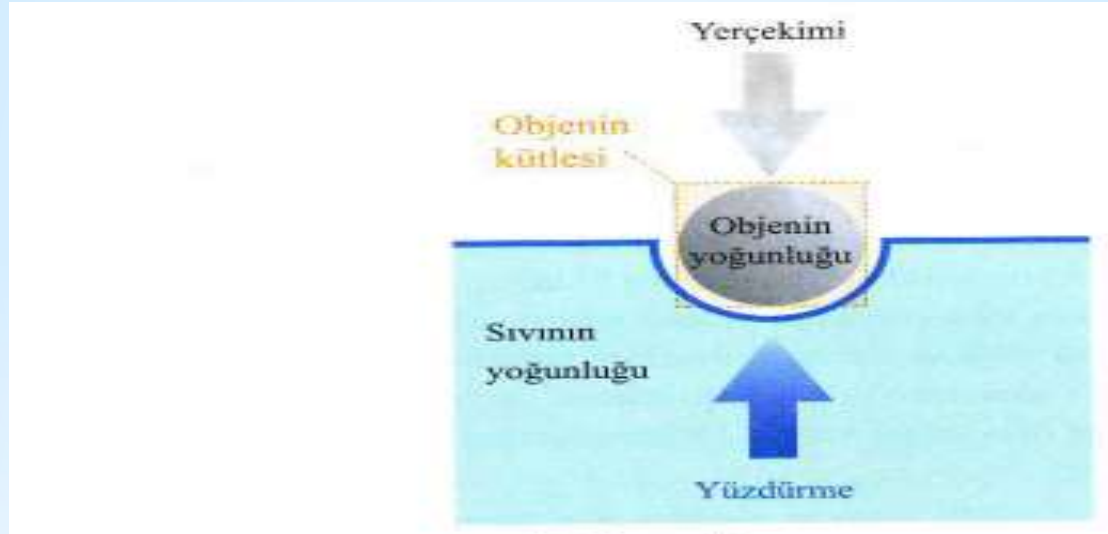 Yerçekimi
Objenin
kütlesi
Objenin
yoğunluğu
Sıvının
yoğunluğu
Yüzdürme